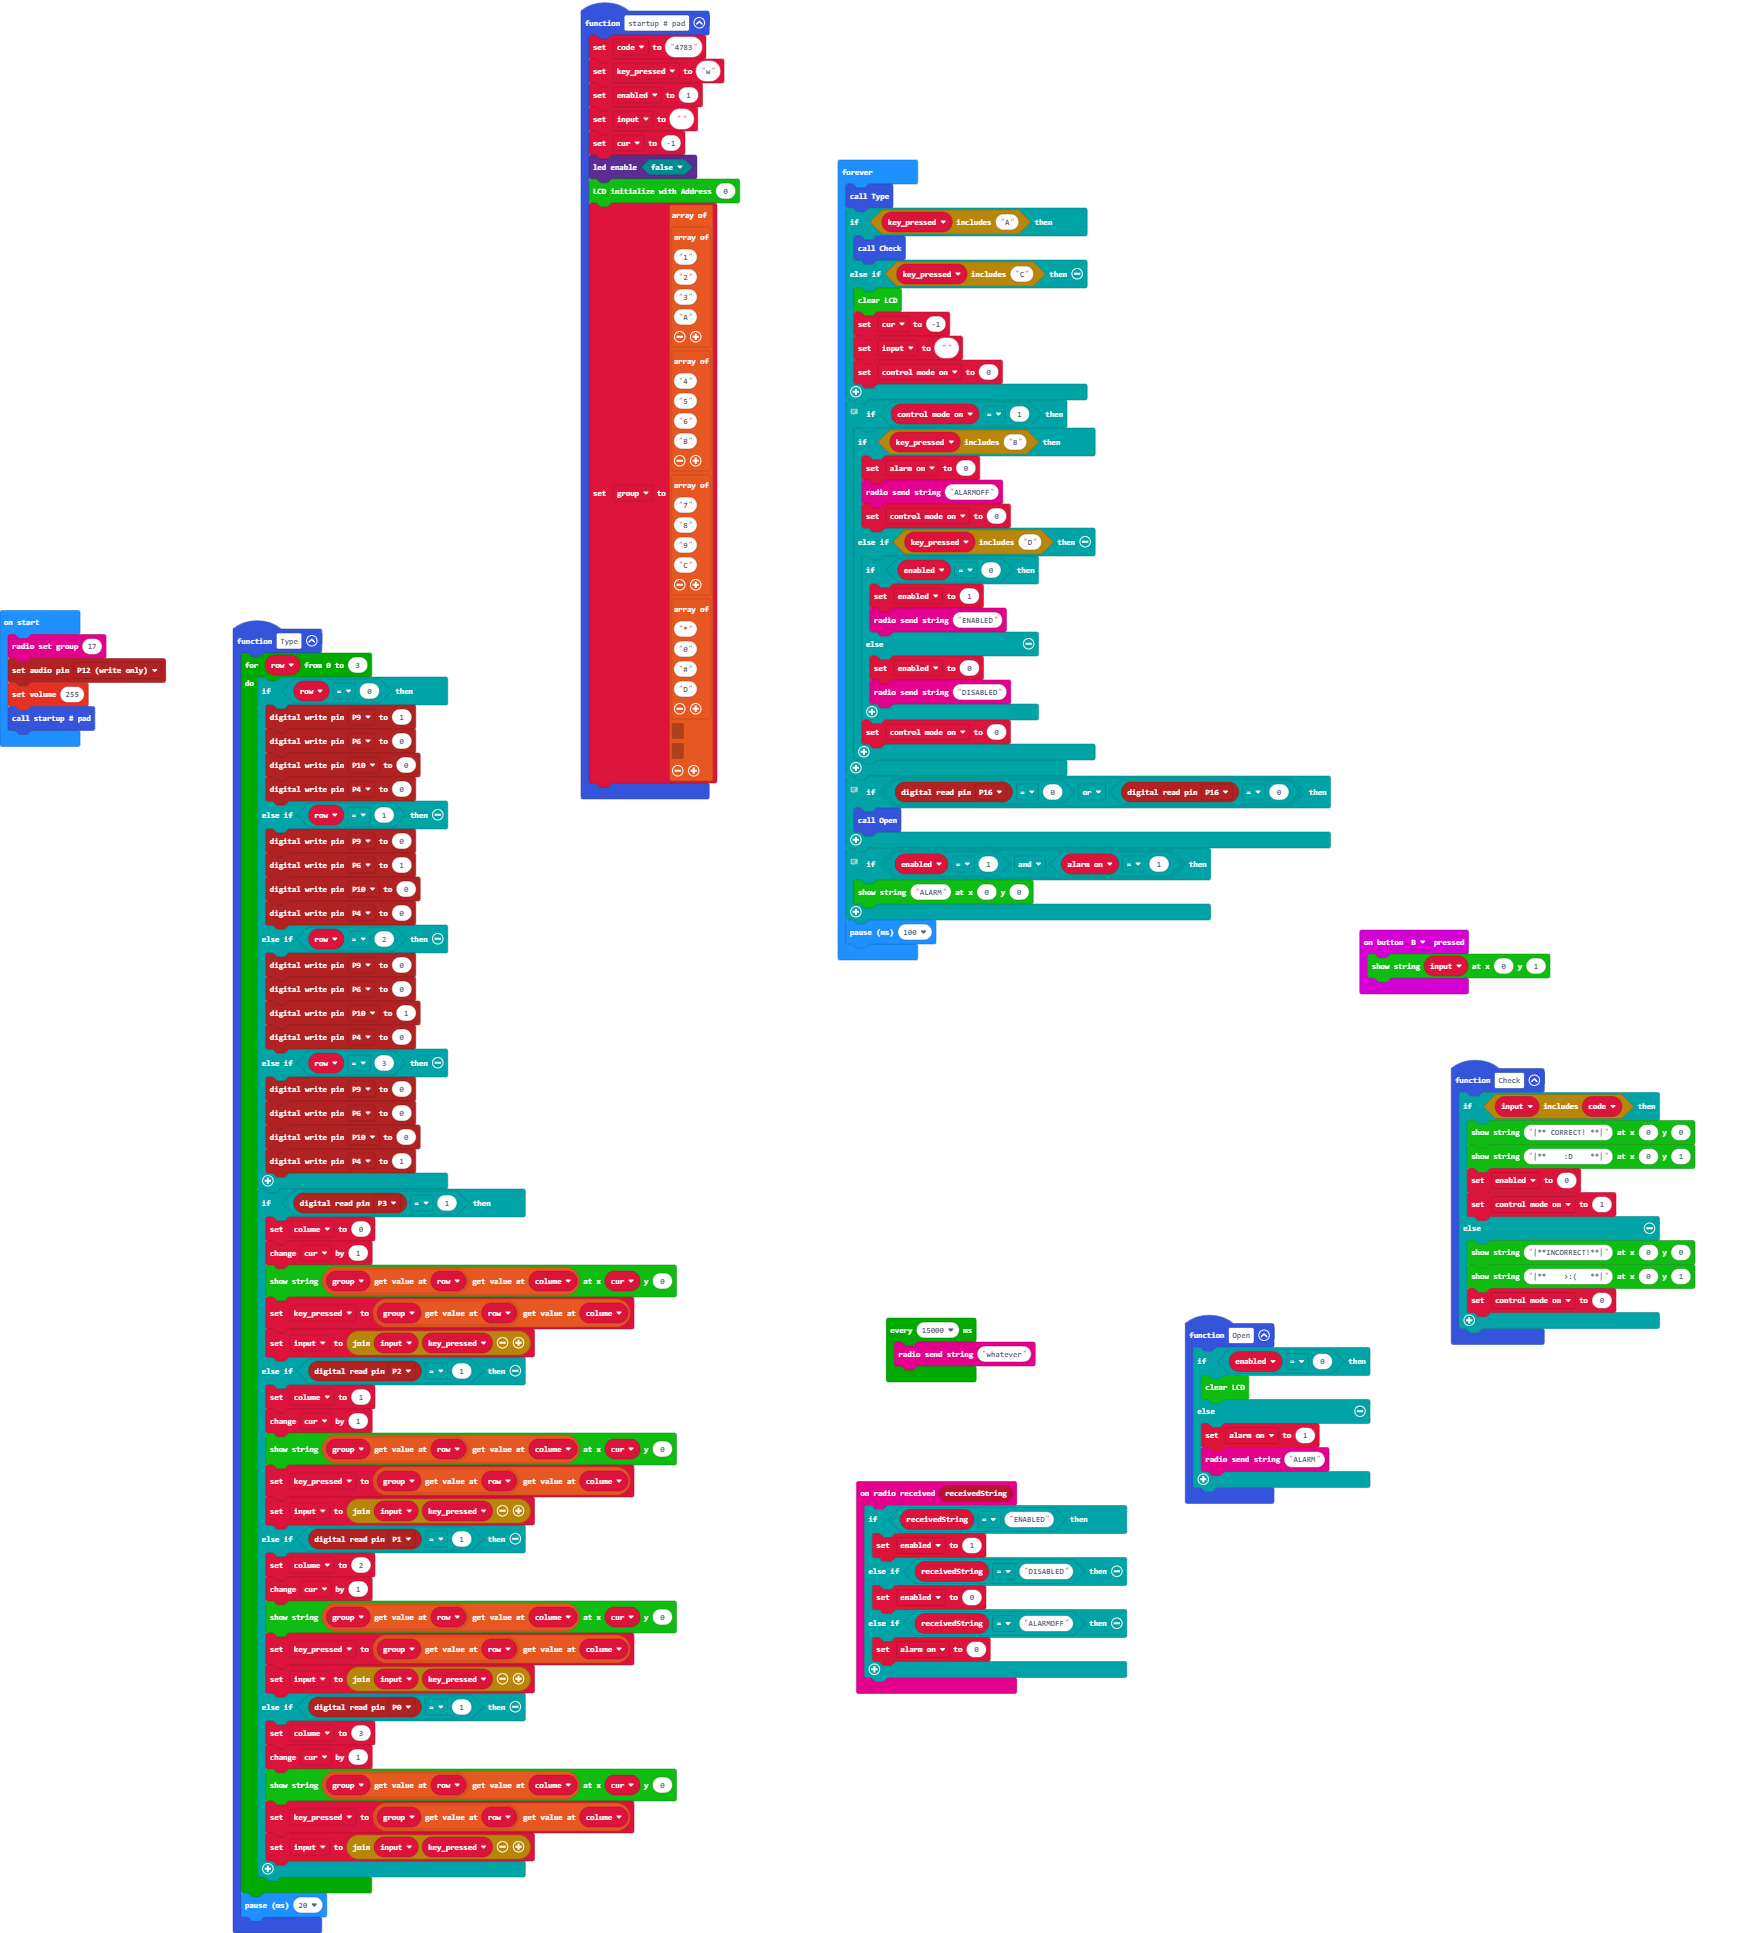 on start
radio set group 17
set audio pin P12 (write only)
set volume 255
call startup # pad
function Type
for row from 0 to 3
do
if row = 0 then
digital write pin P9 to 1
digital write pin P6 to 0
digital write pin P10 to 0
digital write pin P4 to 0
else if row = 1 then
digital write pin P9 to 0
digital write pin P6 to 1
digital write pin P10 to 0
digital write pin P4 to 0
else if row = 2 then
digital write pin P9 to 0
digital write pin P6 to 0
digital write pin P10 to 1
digital write pin P4 to 0
else if row = 3 then
digital write pin P9 to 0
digital write pin P6 to 0
digital write pin P10 to 0
digital write pin P4 to 1
if digital read pin P3 = 1 then
set colume to 0
change cur by 1
show string group get value at row get value at colume at x cur y 0
set key_pressed to group get value at row get value at colume
set input to join input key_pressed
else if digital read pin P2 = 1 then
set colume to 1
change cur by 1
show string group get value at row get value at colume at x cur y 0
set key_pressed to group get value at row get value at colume
set input to join input key_pressed
else if digital read pin P1 = 1 then
set colume to 2
change cur by 1
show string group get value at row get value at colume at x cur y 0
set key_pressed to group get value at row get value at colume
set input to join input key_pressed
else if digital read pin P0 = 1 then
set colume to 3
change cur by 1
show string group get value at row get value at colume at x cur y 0
set key_pressed to group get value at row get value at colume
set input to join input key_pressed
pause (ms) 20
function startup # pad
set code to "4783"
set key_pressed to "w"
set enabled to 1
set input to ""
set cur to -1
led enable false
LCD initialize with Address 0
set group to
array of
array of
"1"
"2"
"3"
"A"
array of
"4"
"5"
"6"
"B"
array of
"7"
"8"
"9"
"C"
array of
"*"
"0"
"#"
"D"
forever
call Type
if key_pressed includes "A" then
call Check
else if key_pressed includes "C" then
clear LCD
set cur to -1
set input to ""
set control mode on to 0
if control mode on = 1 then
if key_pressed includes "B" then
set alarm on to 0
radio send string "ALARMOFF"
set control mode on to 0
else if key_pressed includes "D" then
if enabled = 0 then
set enabled to 1
radio send string "ENABLED"
else
set enabled to 0
radio send string "DISABLED"
set control mode on to 0
if digital read pin P16 = 0 or digital read pin P16 = 0 then
call Open
if enabled = 1 and alarm on = 1 then
show string "ALARM" at x 0 y 0
pause (ms) 100
on button B pressed
show string input at x 0 y 1
function Check
if input includes code then
show string "|** CORRECT! **|" at x 0 y 0
show string "|**    :D    **|" at x 0 y 1
set enabled to 0
set control mode on to 1
else
show string "|**INCORRECT!**|" at x 0 y 0
show string "|**    >:(   **|" at x 0 y 1
set control mode on to 0
every 15000 ms
radio send string "whatever"
function Open
if enabled = 0 then
clear LCD
else
set alarm on to 1
radio send string "ALARM"
on radio received receivedString
if receivedString = "ENABLED" then
set enabled to 1
else if receivedString = "DISABLED" then
set enabled to 0
else if receivedString = "ALARMOFF" then
set alarm on to 0